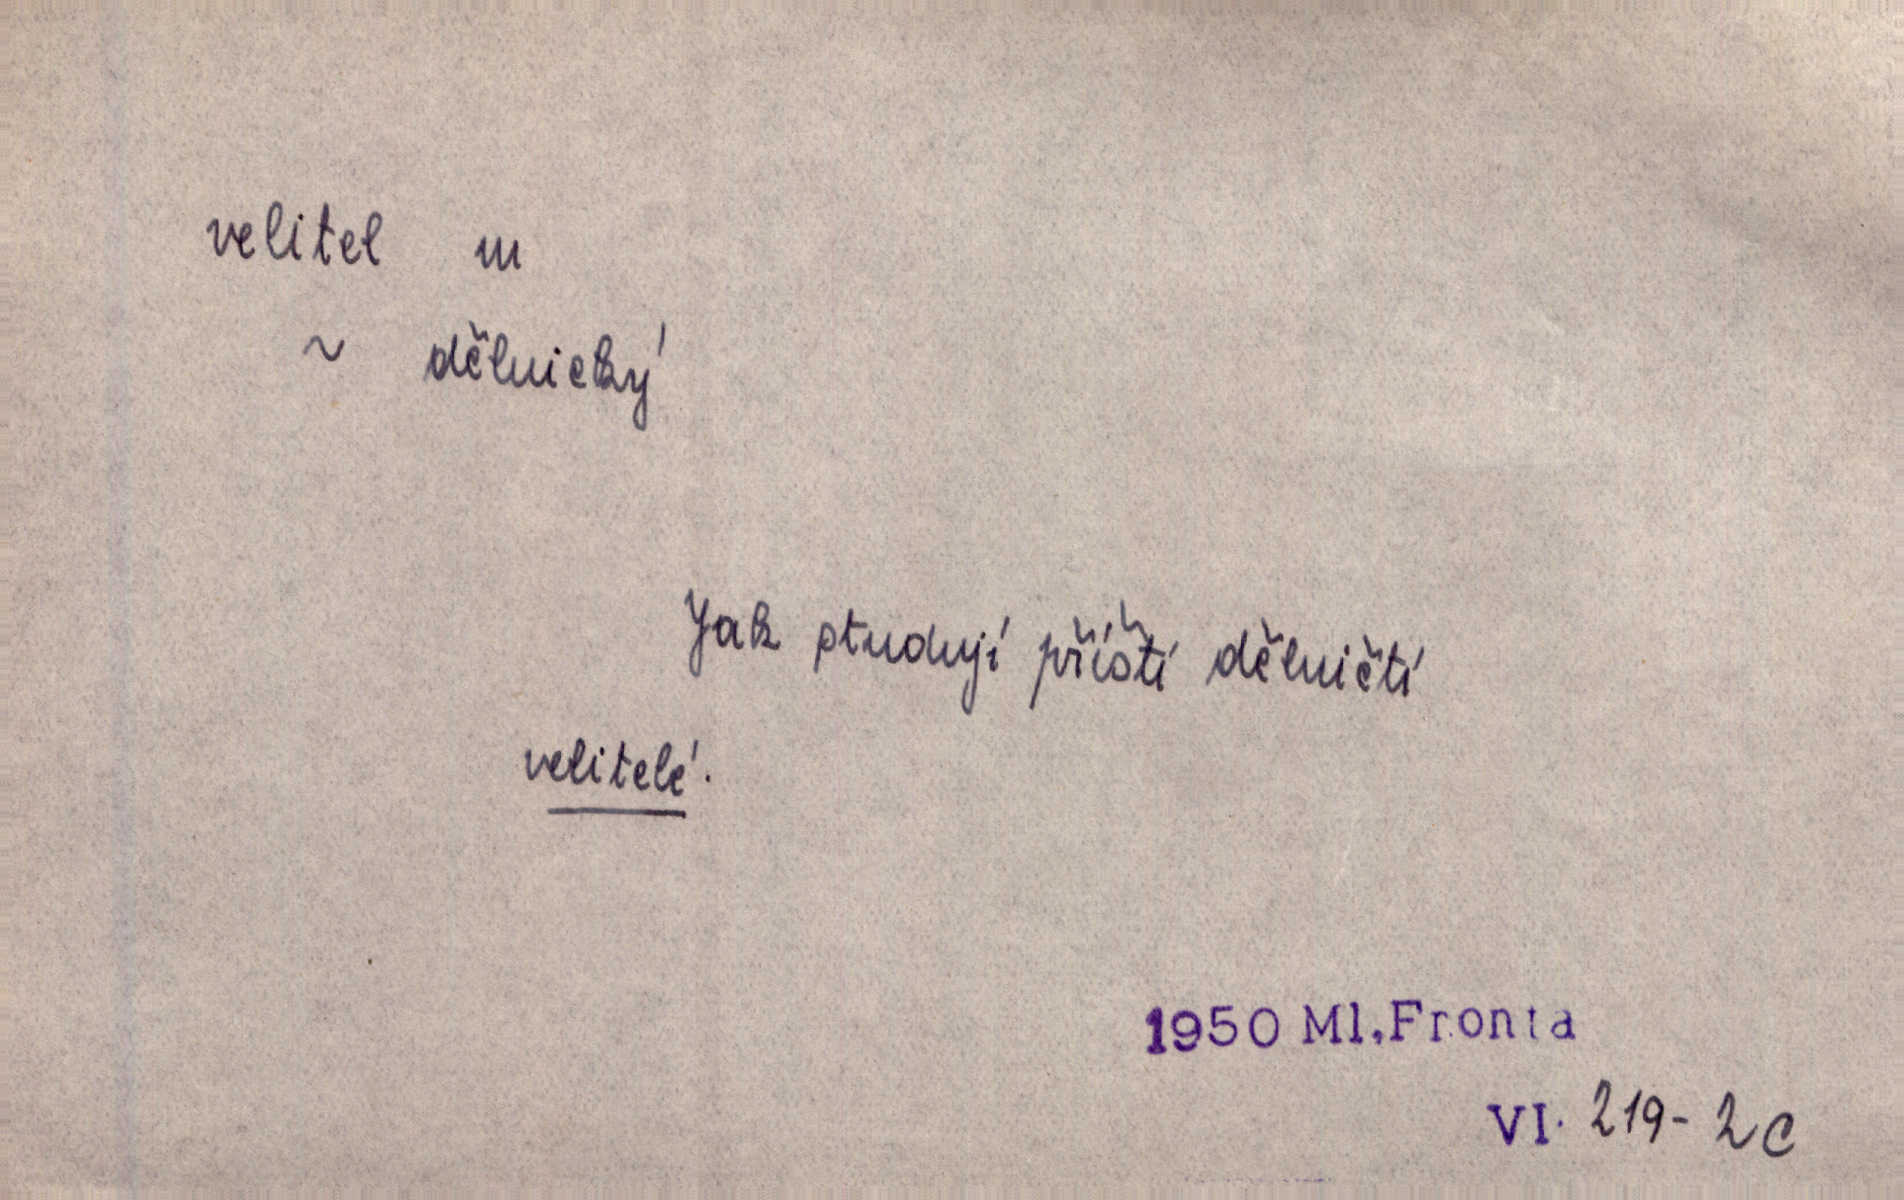 velitel m
~ dělnický
Jak studují příští dělničtí
velitelé.
1950 Ml.Fronta
VI. 219-2c